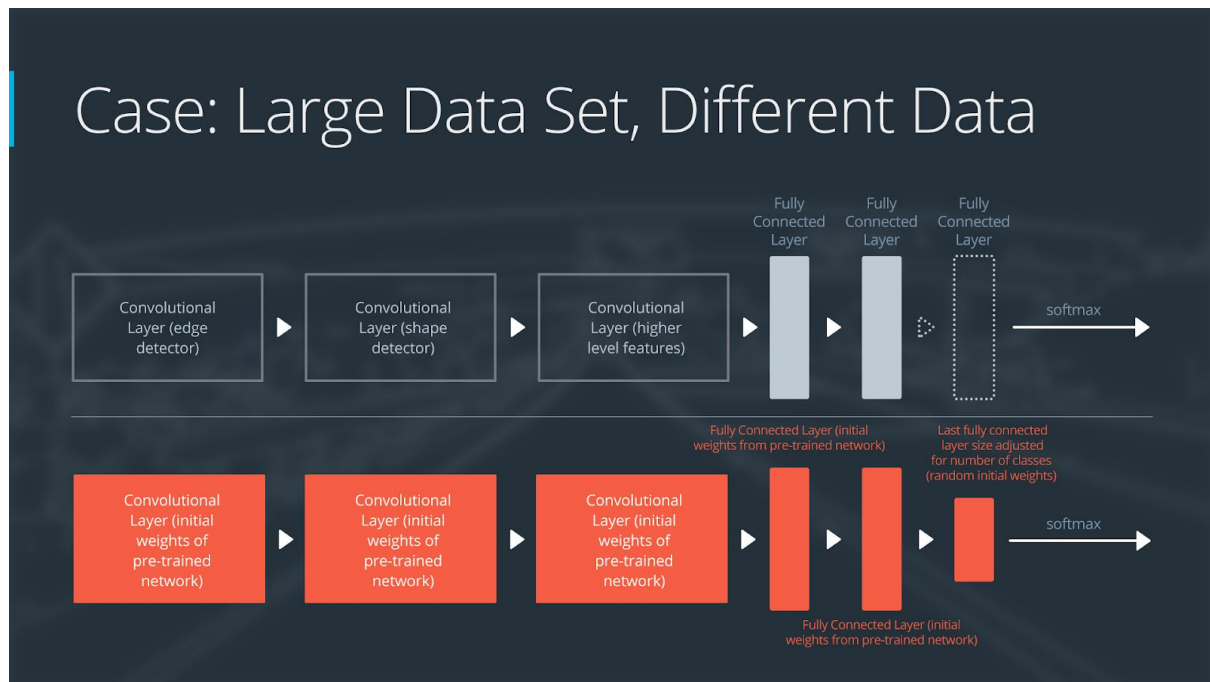 Case: Large Data Set, Different Data
Fully
Connected
Layer
Fully
Connected
Layer
Fully
Connected
Layer
Convolutional
Layer (edge
detector)
Convolutional
Layer (shape
detector)
Convolutional
Layer (higher
level features)
softmax
Fully Connected Layer (initial
weights from pre-trained network)
Last fully connected
layer size adjusted
for number of classes
(random initial weights)
Convolutional
Layer (initial
weights of
pre-trained
network)
Convolutional
Layer (initial
weights of
pre-trained
network)
Convolutional
Layer (initial
weights of
pre-trained
network)
softmax
Fully Connected Layer (initial
weights from pre-trained network)